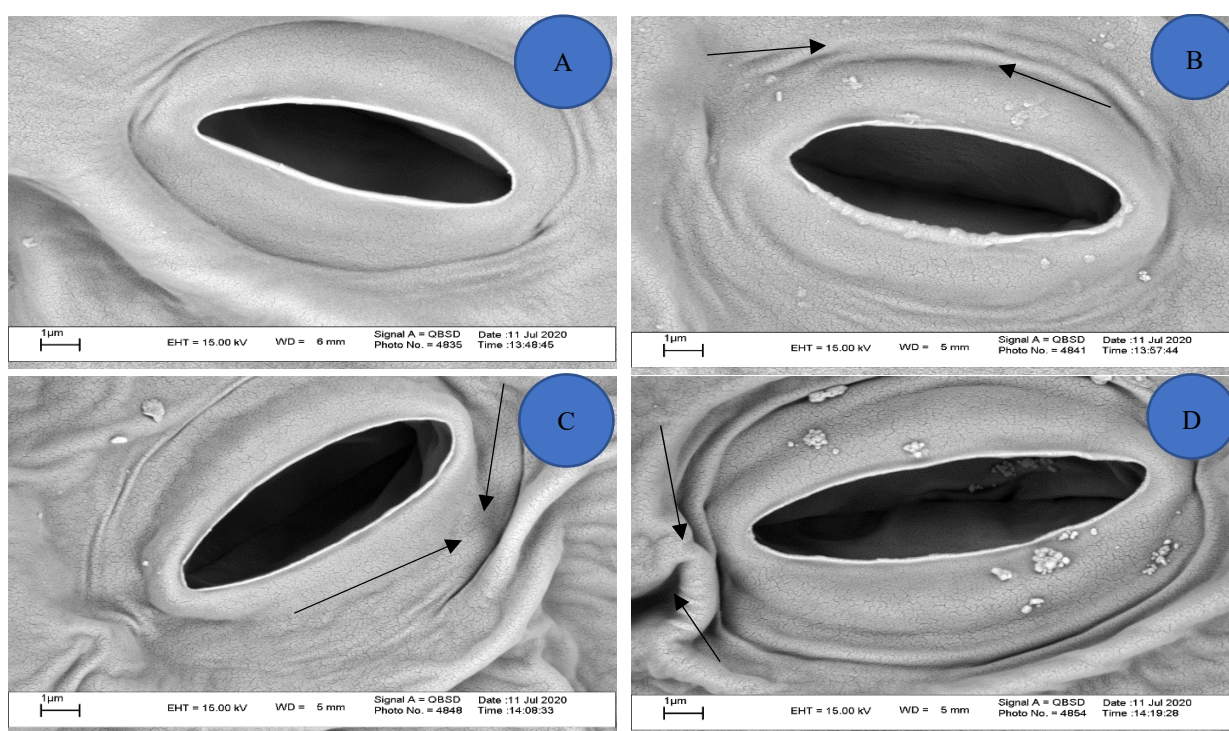 A
1µm
EHT = 15.00 kV WD = 6 mm
Signal A = QBSD Date :11 Jul 2020
Photo No. = 4835 Time :13:48:45
B
1µm
EHT = 15.00 kV WD = 5 mm
Signal A = QBSD Date :11 Jul 2020
Photo No. = 4841 Time :13:57:44
C
1µm
EHT = 15.00 kV WD = 5 mm
Signal A = QBSD Date :11 Jul 2020
Photo No. = 4848 Time :14:08:33
D
1µm
EHT = 15.00 kV WD = 5 mm
Signal A = QBSD Date :11 Jul 2020
Photo No. = 4854 Time :14:19:28